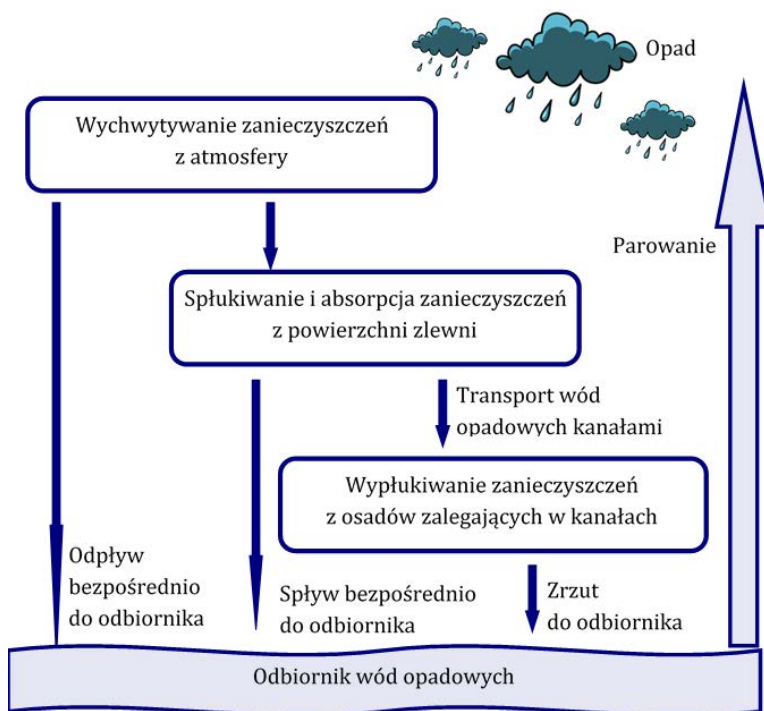 Opad
Wychwytywanie zanieczyszczeń
z atmosfery
Parowanie
Spłukiwanie i absorpcja zanieczyszczeń
z powierzchni zlewni
Transport wód
opadowych kanałami
Wypłukiwanie zanieczyszczeń
z osadów zalegających w kanałach
Odpływ
bezpośrednio
do odbiornika
Spływ bezpośrednio
do odbiornika
Zrzut
do odbiornika
Odbiornik wód opadowych